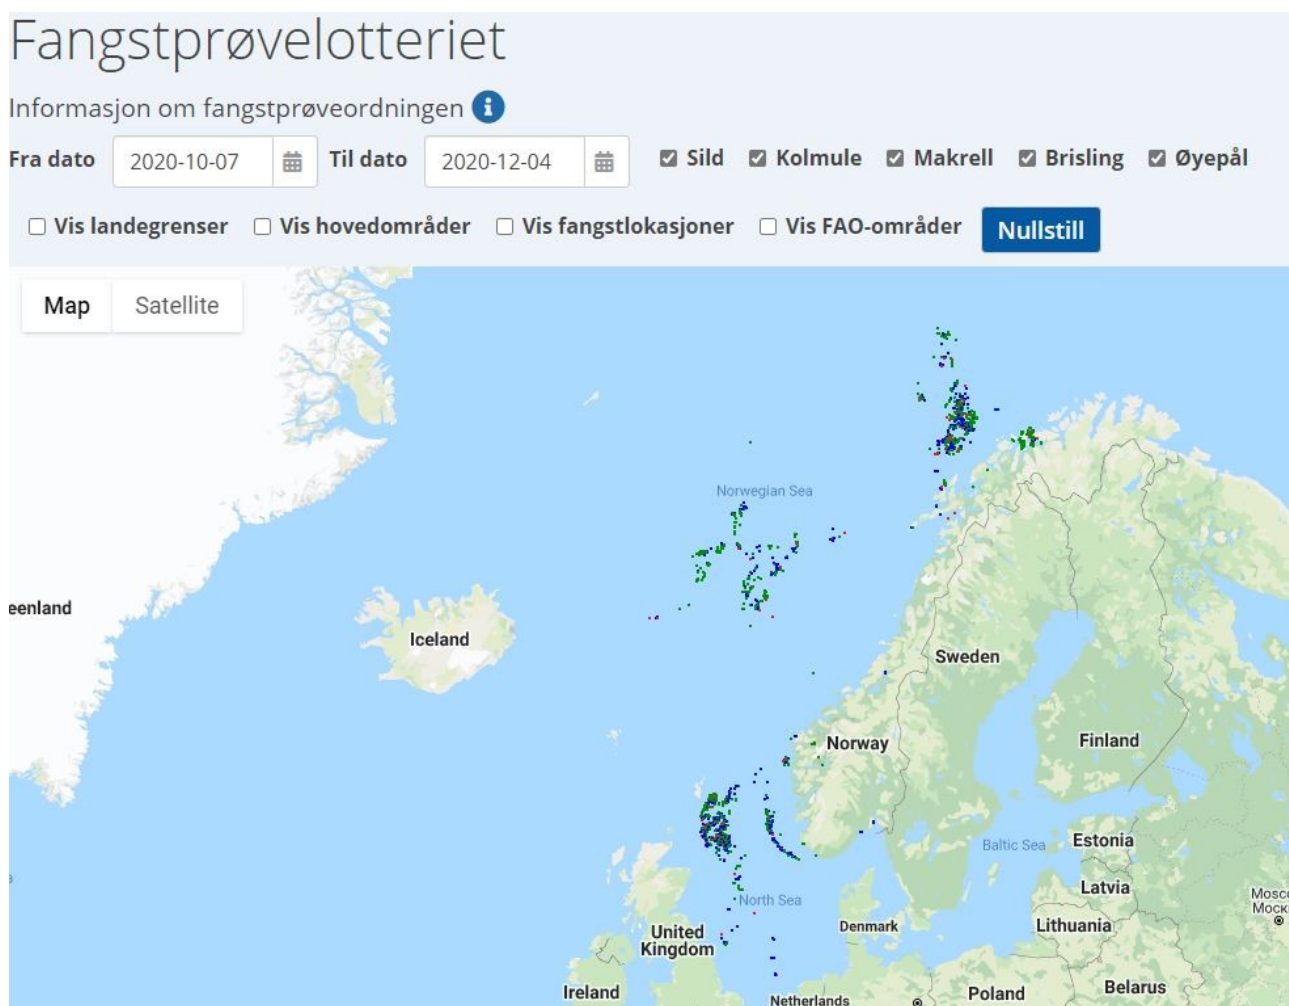 Fangstprøvelotteriet
Informasjon om fangstprøveordningen i
Fra dato 2020-10-07 Til dato 2020-12-04 Sild Kolmule Makrell Brisling Øyepål
Vis landegrenser Vis hovedområder Vis fangstlokasjoner Vis FAO-områder Nullstill
Map Satellite
Norwegian Sea
eenland
Iceland
Sweden
Norway
Finland
Baltic Sea
Estonia
Latvia
Mosco
Моск
North Sea
Denmark
Lithuania
United
Kingdom
Ireland
Netherlands
Poland
Belarus